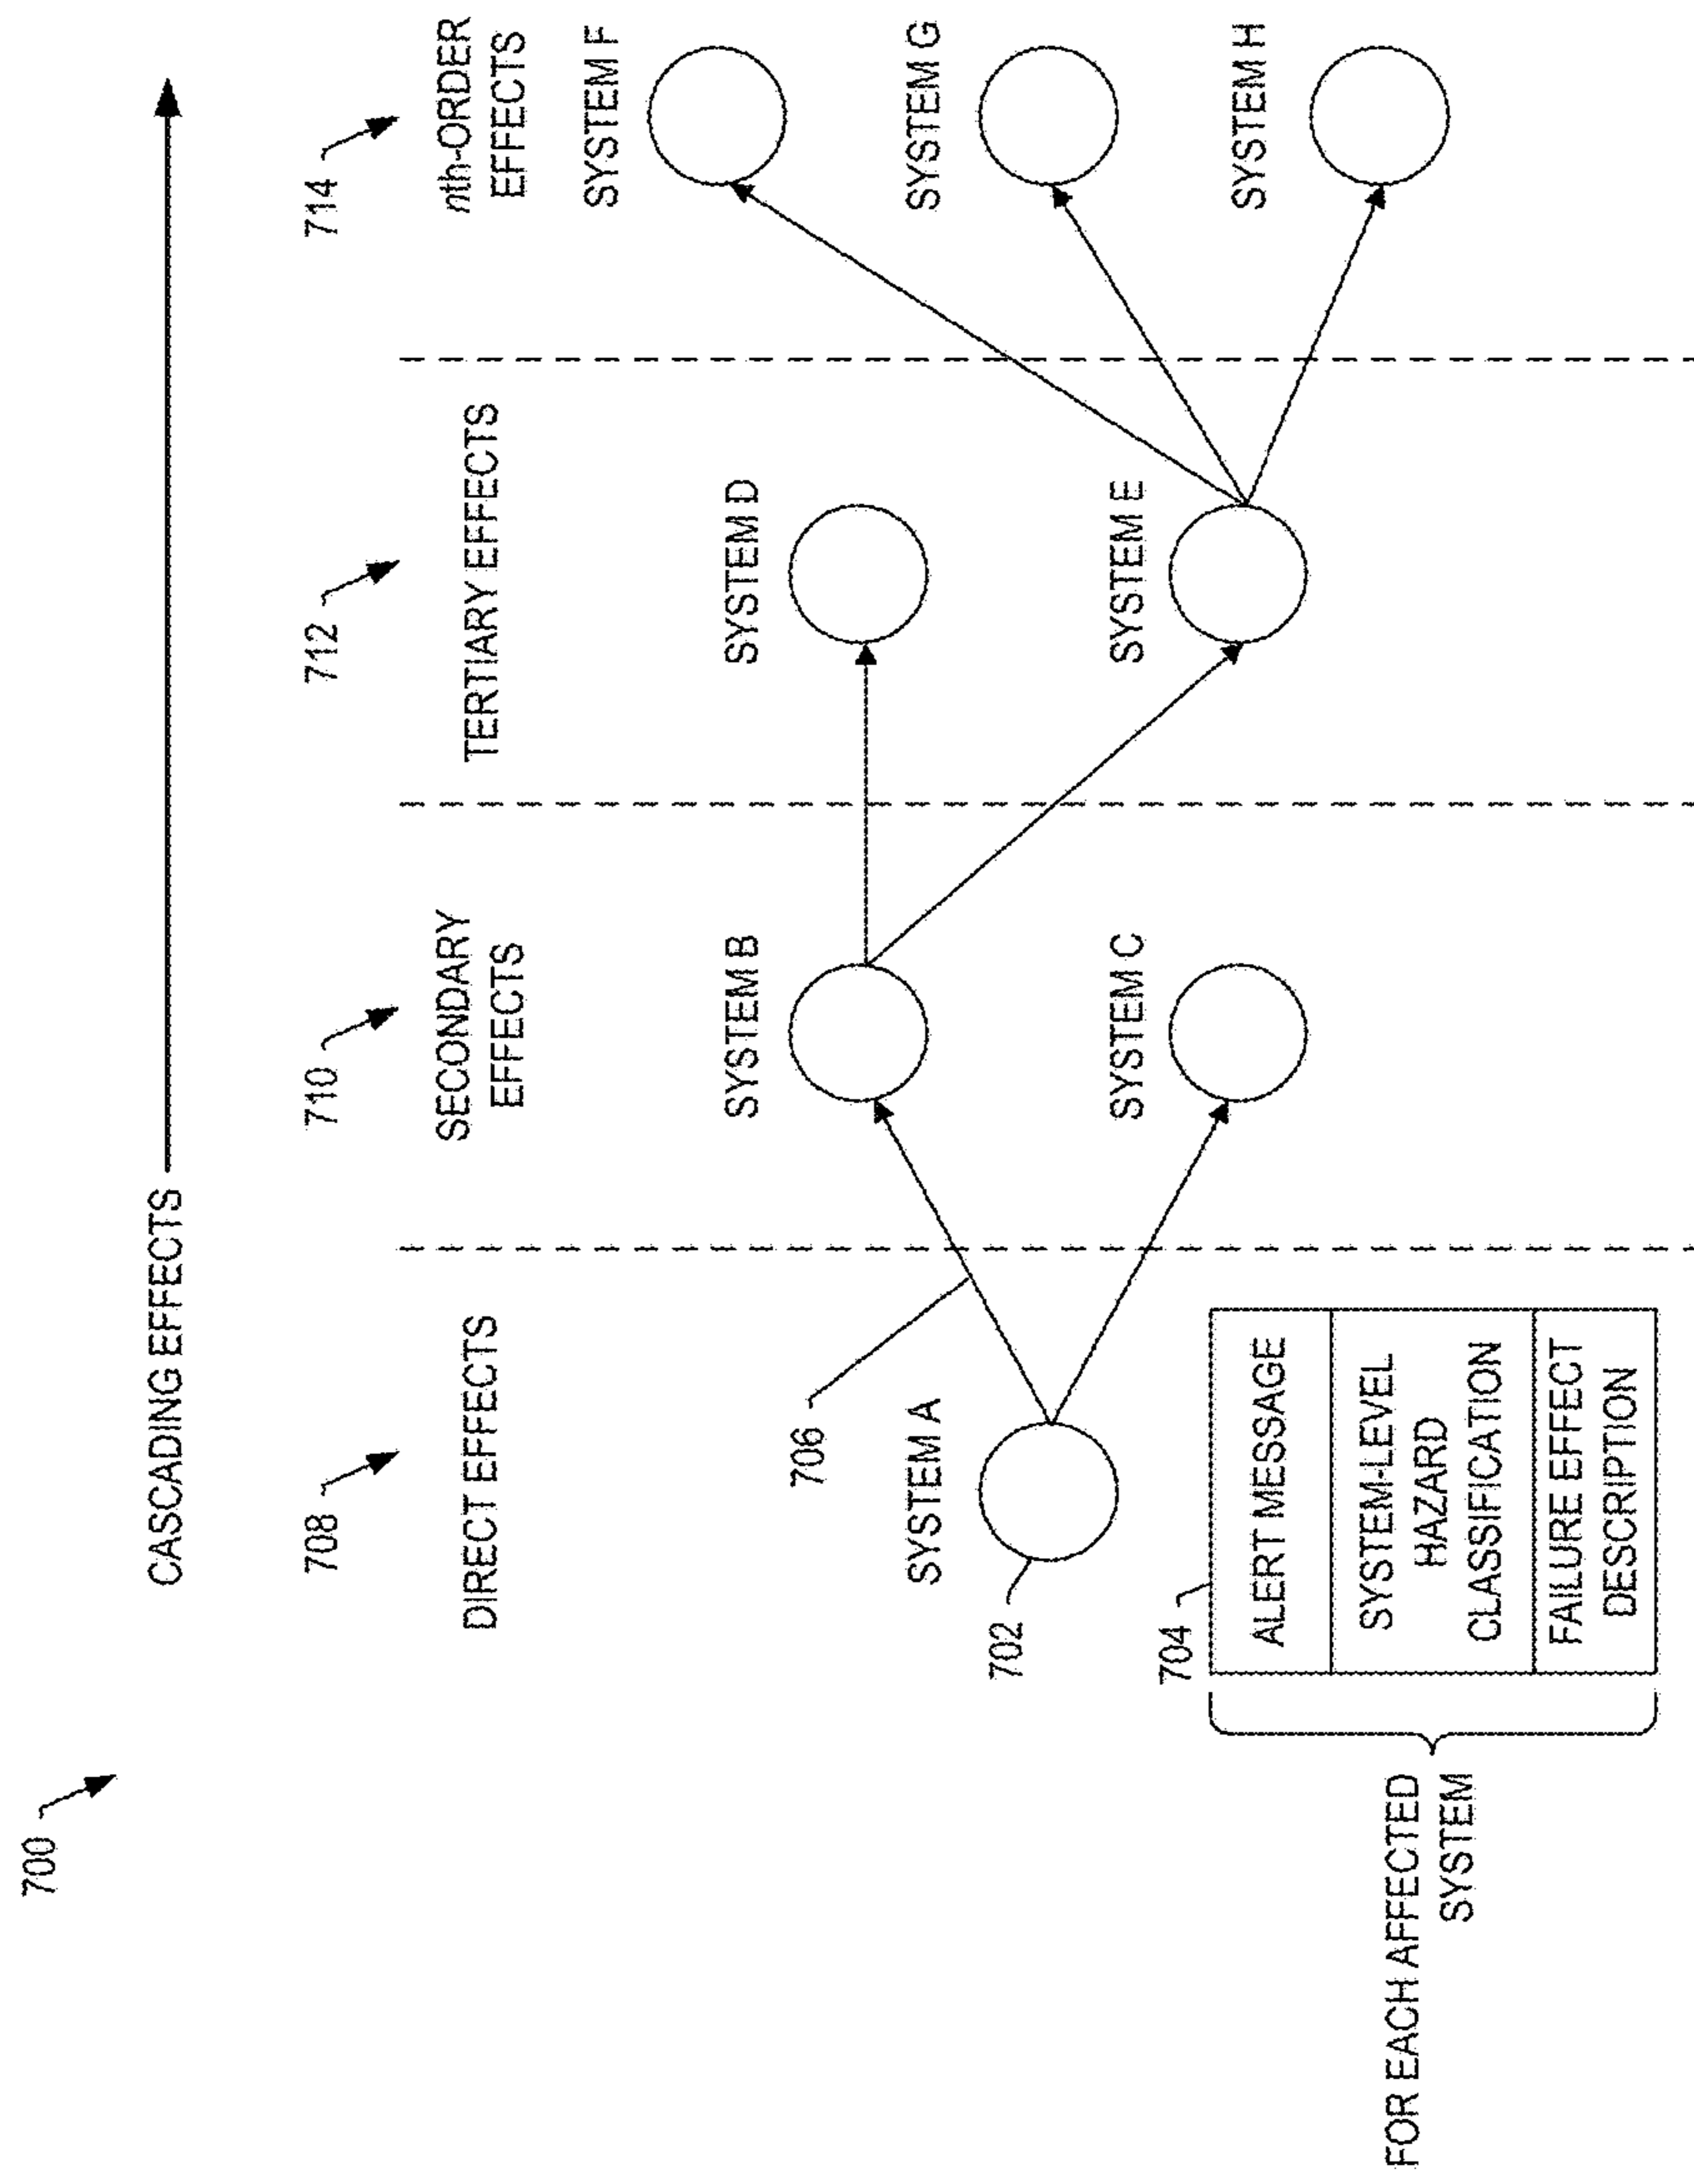 700
CASCADING EFFECTS
708
710
712
714
DIRECT EFFECTS
SECONDARY
EFFECTS
TERTIARY EFFECTS
nth-ORDER
EFFECTS
SYSTEM F
SYSTEM B
SYSTEM D
706
SYSTEM A
SYSTEM G
702
SYSTEM C
SYSTEM E
704
SYSTEM H
ALERT MESSAGE
SYSTEM-LEVEL
HAZARD
CLASSIFICATION
FAILURE EFFECT
DESCRIPTION
FOR EACH AFFECTED
SYSTEM